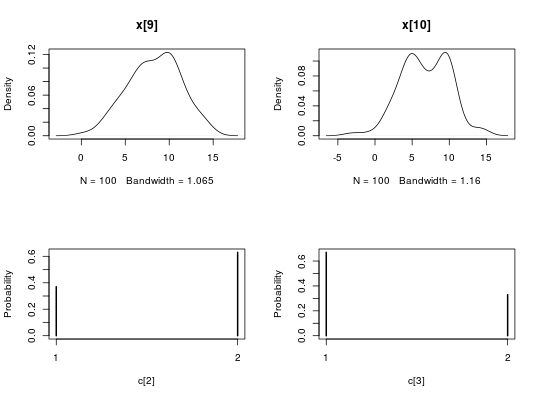 x[9]
Density
0.00
0.06
0.12
0
5
10
15
N = 100 Bandwidth = 1.065
x[10]
Density
0.00
0.04
0.08
-5
0
5
10
15
N = 100 Bandwidth = 1.16
Probability
0.0
0.2
0.4
0.6
1
2
c[2]
Probability
0.0
0.2
0.4
0.6
1
2
c[3]